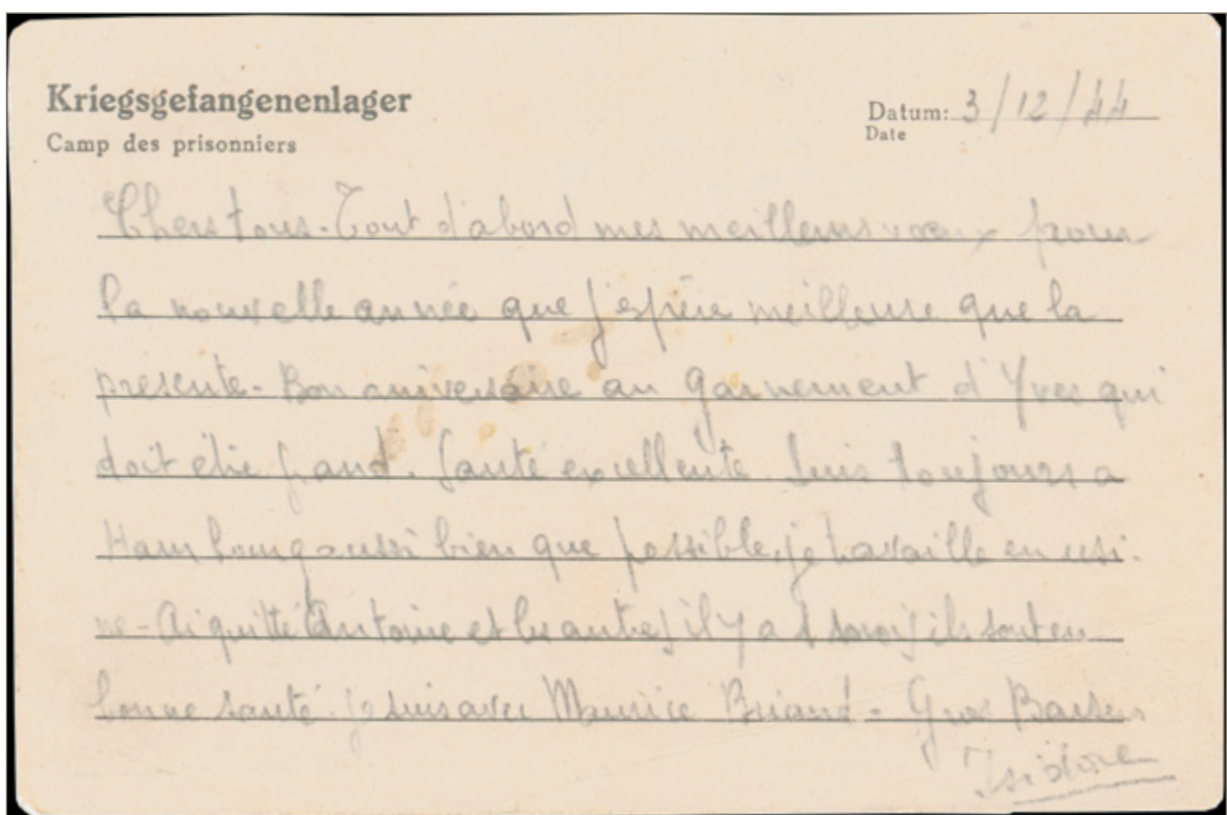 Kriegsgefangenenlager
Camp des prisonniers
Datum: 3/12/44
Date
Chers tous - Tout d'abord mes meilleurs vœux pour
la nouvelle année que j'espère meilleure que la
présente - Bon aniversaire au garnement d'Yves qui
doit être grand. Santé excellente. Suis toujours a
Hambourg aussi bien que possible, je travaille en usi-
ne - Ai quitté Antoine et les autres il y a mois ils sont en
bonne santé. je suis avec Maurice Briand - Gros Baisers
Isidore